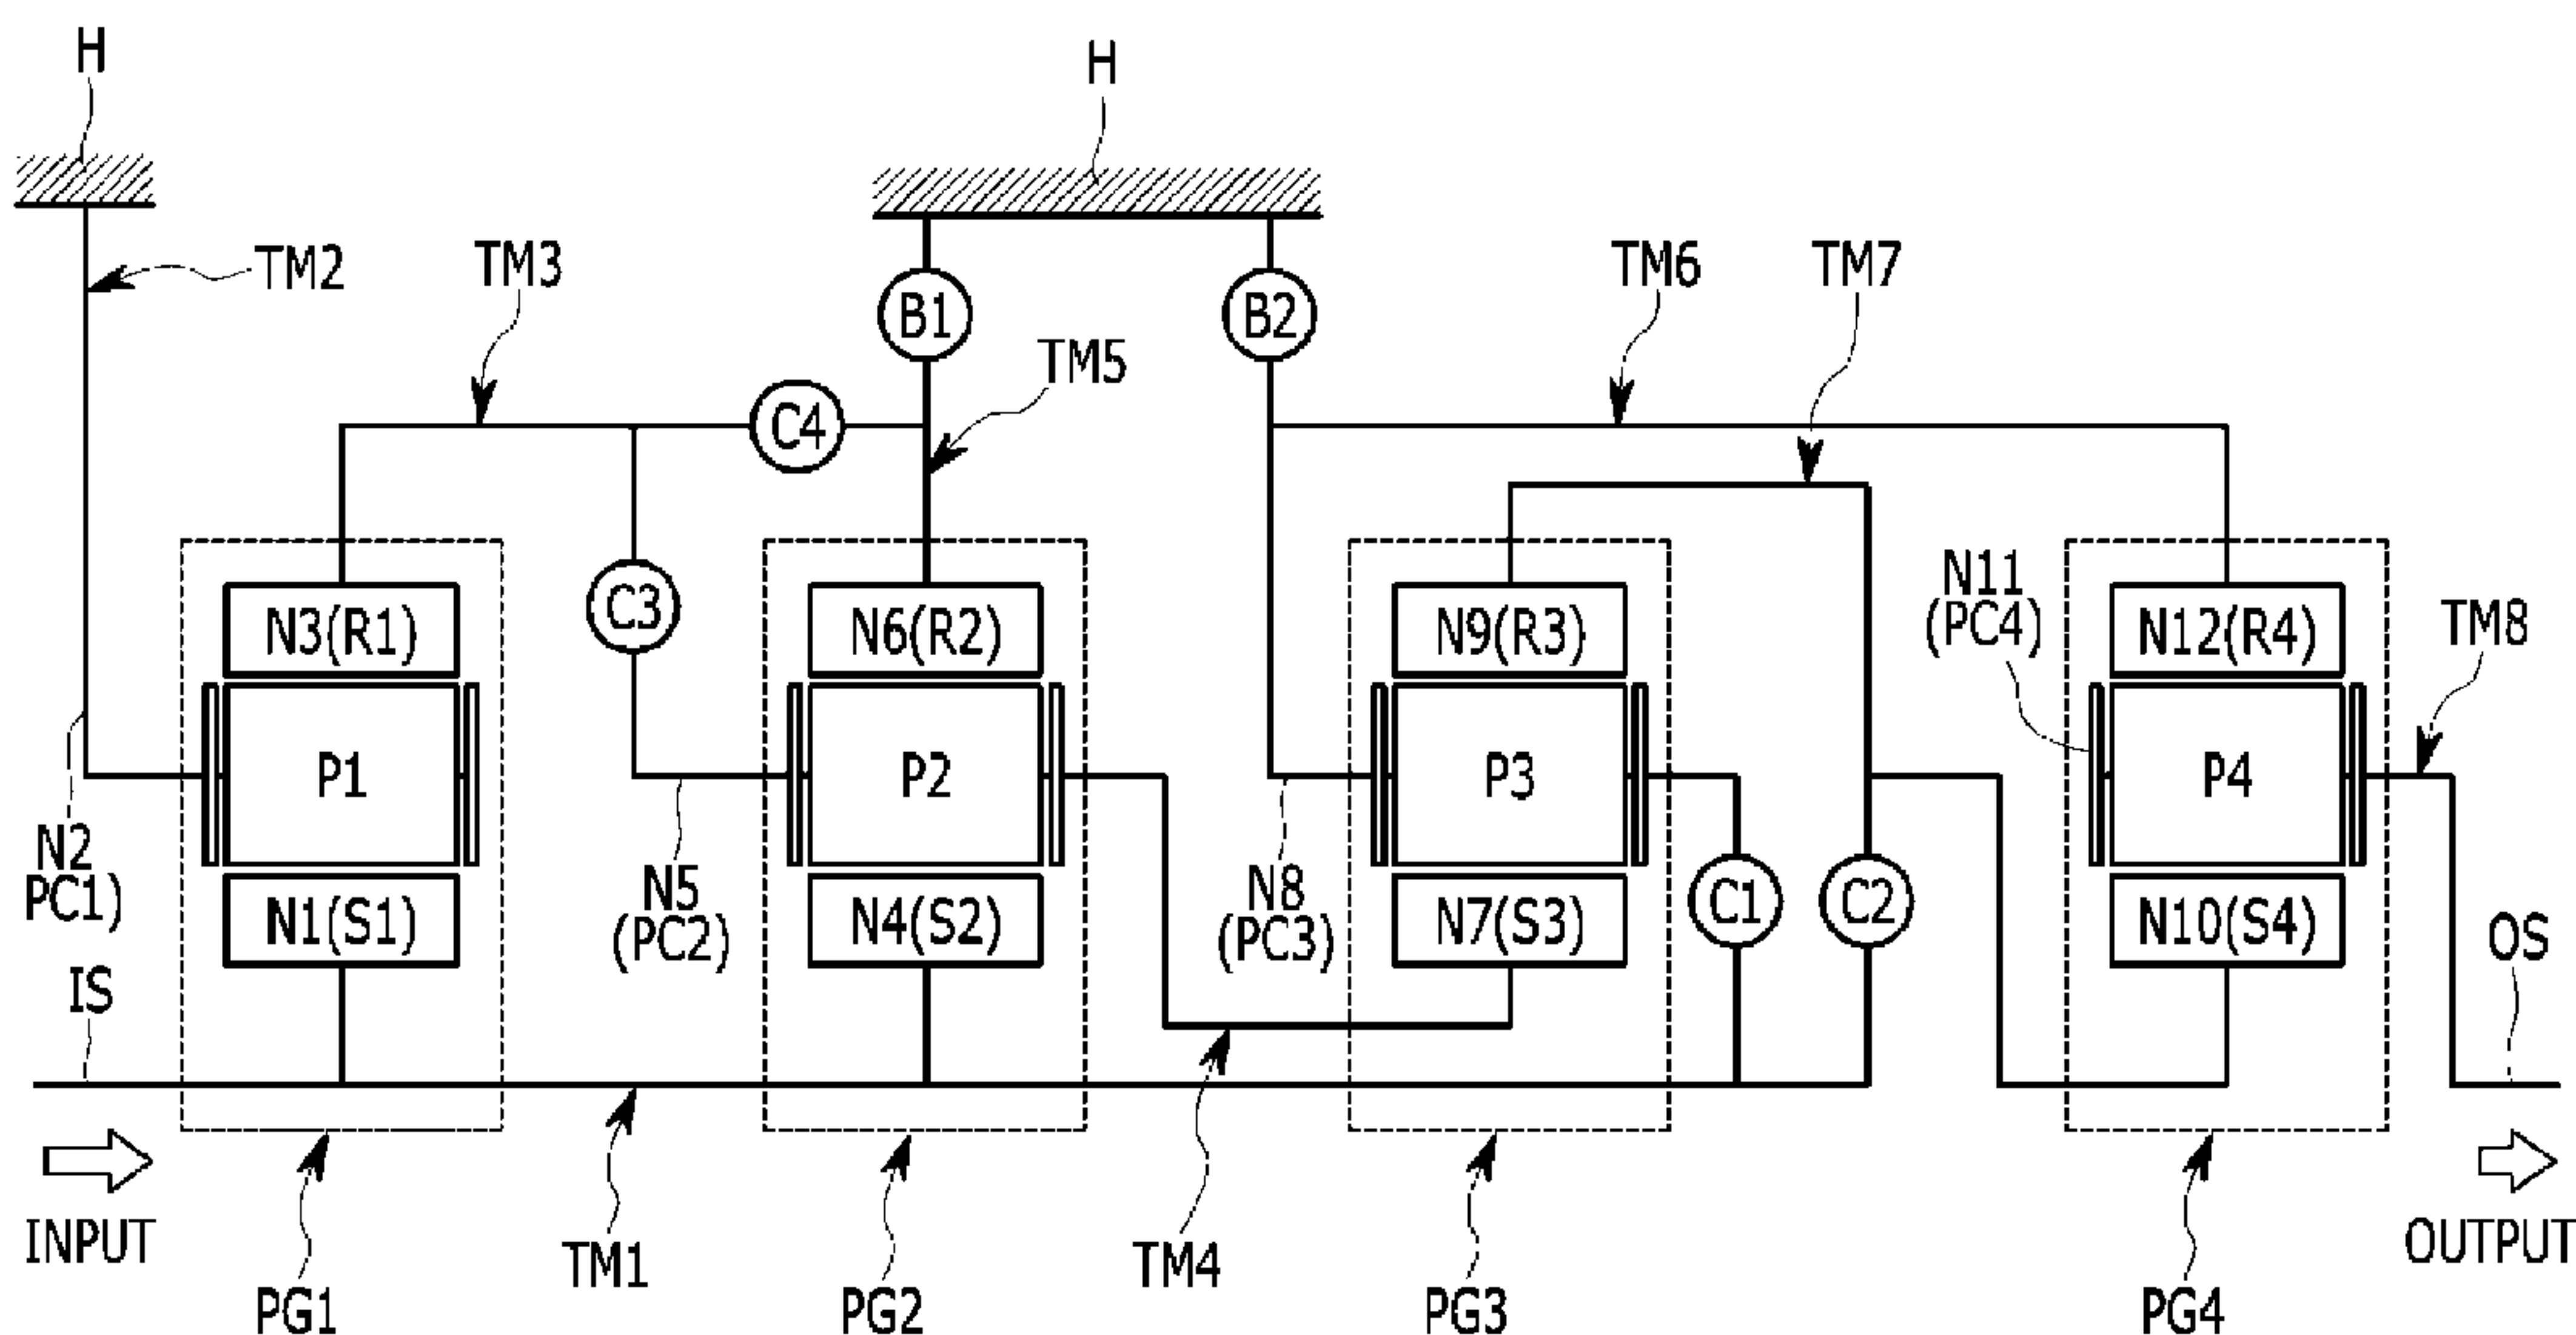 H
H
TM2
TM3
TM6
TM7
B1
B2
TM5
C4
N11
(PC4)
TM8
C3
N3(R1)
N6(R2)
N9(R3)
N12(R4)
P1
P2
P3
P4
N2
PC1)
N5
(PC2)
N8
(PC3)
N1(S1)
N4(S2)
N7(S3)
C1
C2
N10(S4)
OS
IS
INPUT
TM1
TM4
OUTPUT
PG1
PG2
PG3
PG4